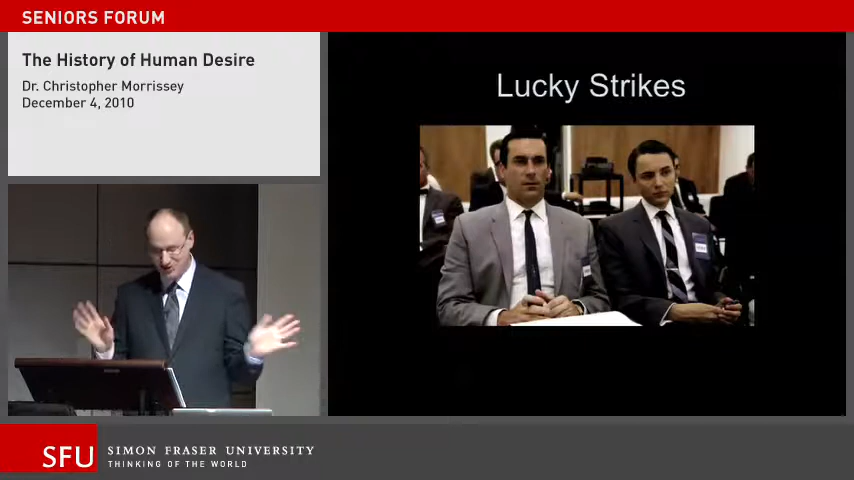 SENIORS FORUM
The History of Human Desire
Dr. Christopher Morrissey
December 4, 2010
Lucky Strikes
SFU
SIMON FRASER UNIVERSITY
THINKING OF THE WORLD